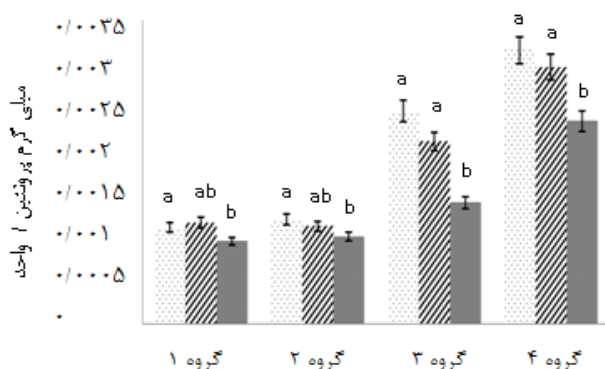 میلی گرم پروتئین / واحد
۰/۰۰۳۵
۰/۰۰۳
۰/۰۰۲۵
۰/۰۰۲
۰/۰۰۱۵
۰/۰۰۱
۰/۰۰۰۵
۰
a ab b
a ab b
a a b
a a b
گروه ۱
گروه ۲
گروه ۳
گروه ۴